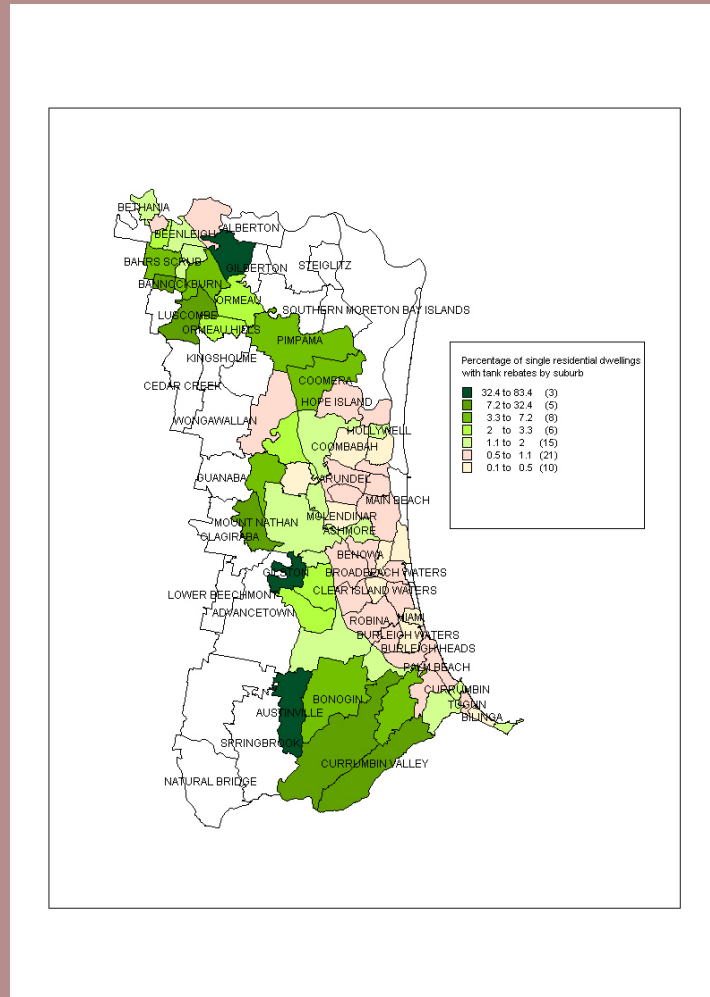 BETHANIA
ALBERTON
BEENLEIGH
BAHRS SCRUB
GILBERTON
STEIGLITZ
BANNOCKBURN
ORMEAU
SOUTHERN MORETON BAY ISLANDS
LUSCOMBE
ORMEAU HILLS
PIMPAMA
KINGSHOLME
Percentage of single residential dwellings
with tank rebates by suburb
32.4 to 83.4 (3)
7.2 to 32.4 (5)
3.3 to 7.2 (8)
2 to 3.3 (6)
1.1 to 2 (15)
0.5 to 1.1 (21)
0.1 to 0.5 (10)
CEDAR CREEK
COOMERA
HOPE ISLAND
WONGAWALLAN
HOLLYWELL
COOMBABAH
GUANABA
ARUNDEL
MAIN BEACH
MOLENDINAR
MOUNT NATHAN
ASHMORE
CLAGIRABA
BENOWA
GILSTON
BROADBEACH WATERS
CLEAR ISLAND WATERS
LOWER BEECHMONT
ADVANCETOWN
MIAMI
ROBINA
BURLEIGH WATERS
BURLEIGH HEADS
PALM BEACH
CURRUMBIN
BONOGIN
TUGUN
AUSTINVILLE
BILINGA
SPRINGBROOK
CURRUMBIN VALLEY
NATURAL BRIDGE